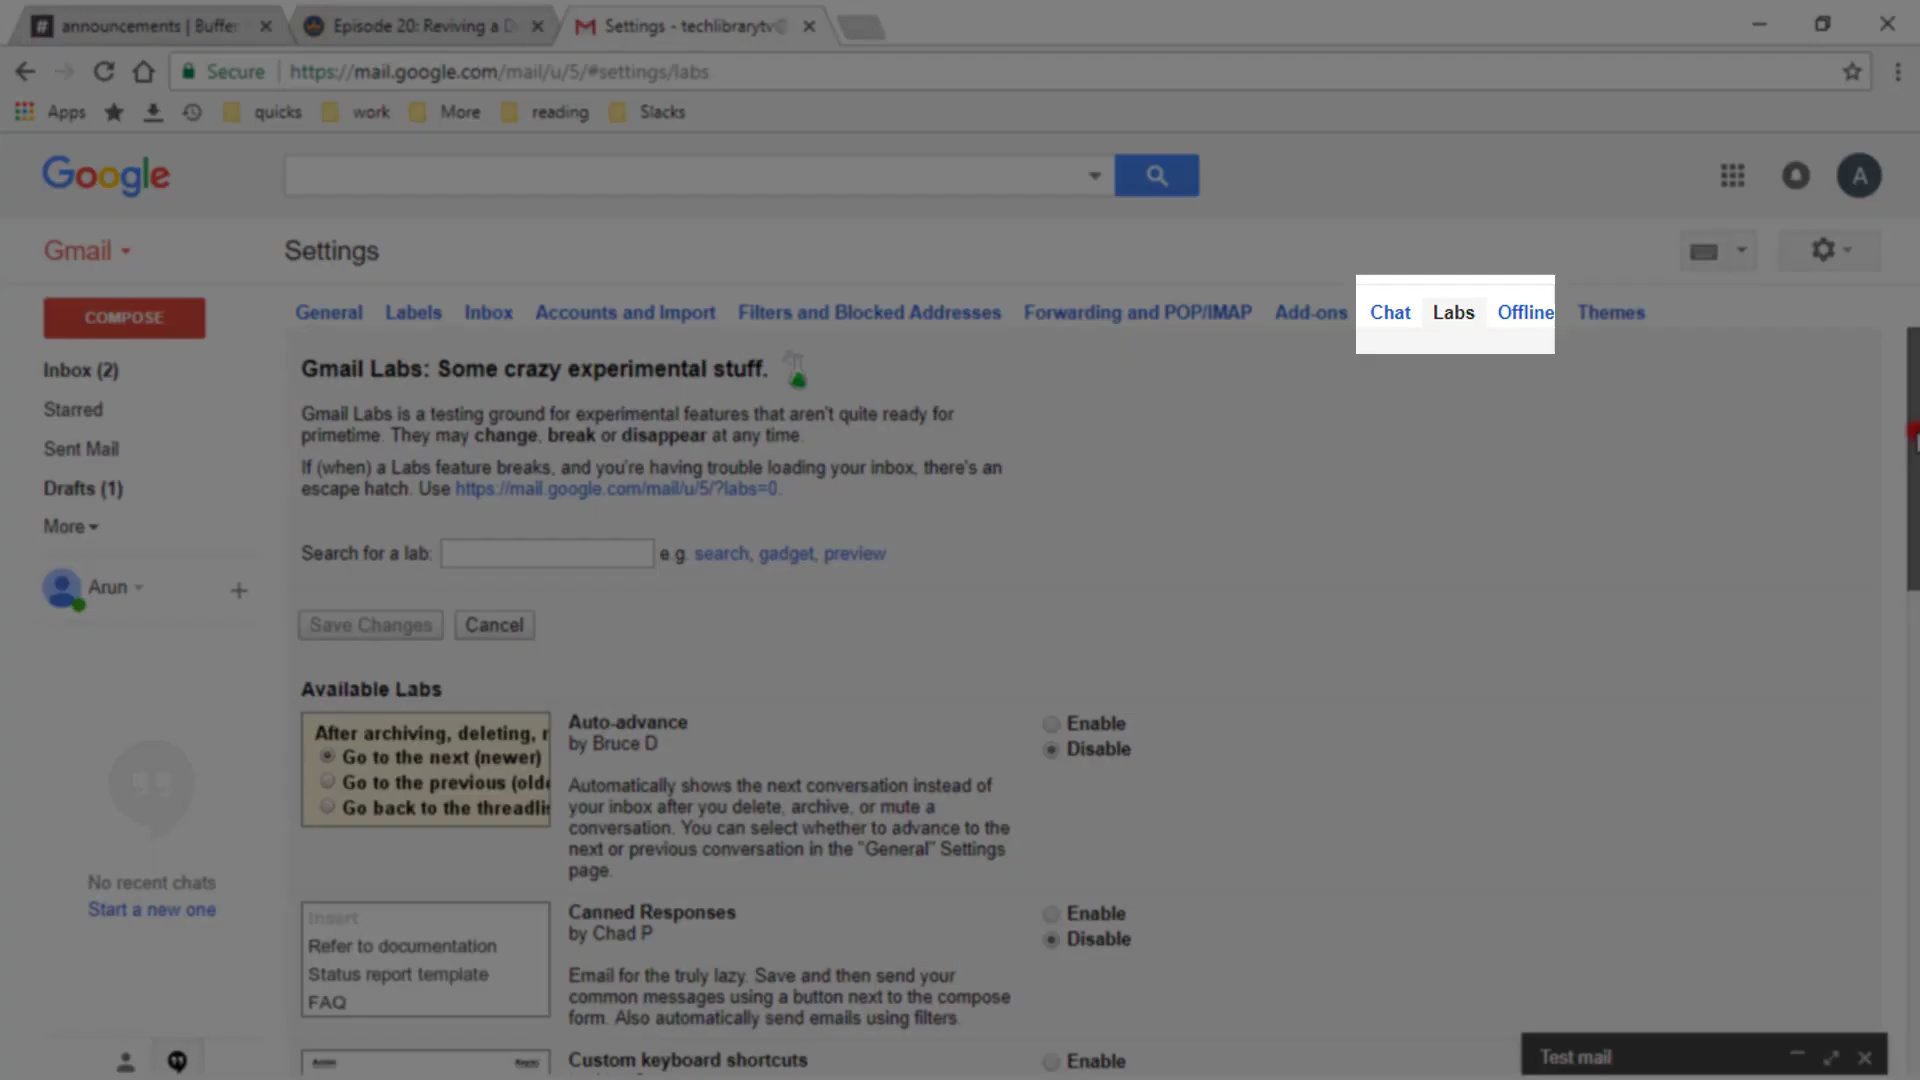 announcements | Buffer
Episode 20: Reviving a D
Settings - techlibrarytv@
Secure
https://mail.google.com/mail/u/5/#settings/labs
Apps
quicks
work
More
reading
Slacks
Google
A
Gmail
Settings
COMPOSE
General Labels Inbox Accounts and Import Filters and Blocked Addresses Forwarding and POP/IMAP Add-ons Chat Labs Offline Themes
Inbox (2)
Starred
Sent Mail
Drafts (1)
More
Arun
No recent chats
Start a new one
Gmail Labs: Some crazy experimental stuff.
Gmail Labs is a testing ground for experimental features that aren't quite ready for
primetime. They may change, break or disappear at any time.
If (when) a Labs feature breaks, and you're having trouble loading your inbox, there's an
escape hatch. Use https://mail.google.com/mail/u/5/?labs=0.
Search for a lab: e.g. search, gadget, preview
Save Changes Cancel
Available Labs
After archiving, deleting, r
Go to the next (newer)
Go to the previous (olde
Go back to the threadlis
Auto-advance
by Bruce D
Automatically shows the next conversation instead of
your inbox after you delete, archive, or mute a
conversation. You can select whether to advance to the
next or previous conversation in the "General" Settings
page.
Enable
Disable
Insert
Refer to documentation
Status report template
FAQ
Canned Responses
by Chad P
Email for the truly lazy. Save and then send your
common messages using a button next to the compose
form. Also automatically send emails using filters.
Enable
Disable
Custom keyboard shortcuts
Enable
Test mail